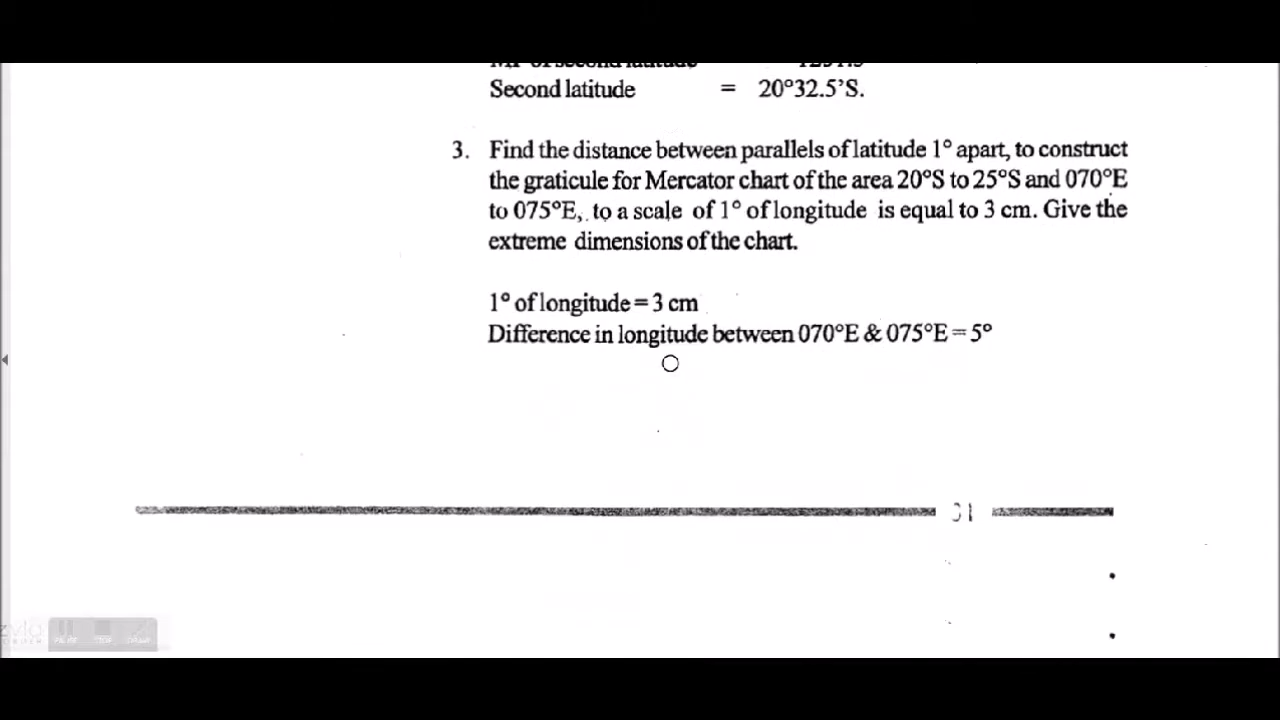 Second latitude = 20°32.5'S.
3. Find the distance between parallels of latitude 1° apart, to construct
the graticule for Mercator chart of the area 20°S to 25°S and 070°E
to 075°E, to a scale of 1° of longitude is equal to 3 cm. Give the
extreme dimensions of the chart.
1° of longitude = 3 cm
Difference in longitude between 070°E & 075°E = 5°